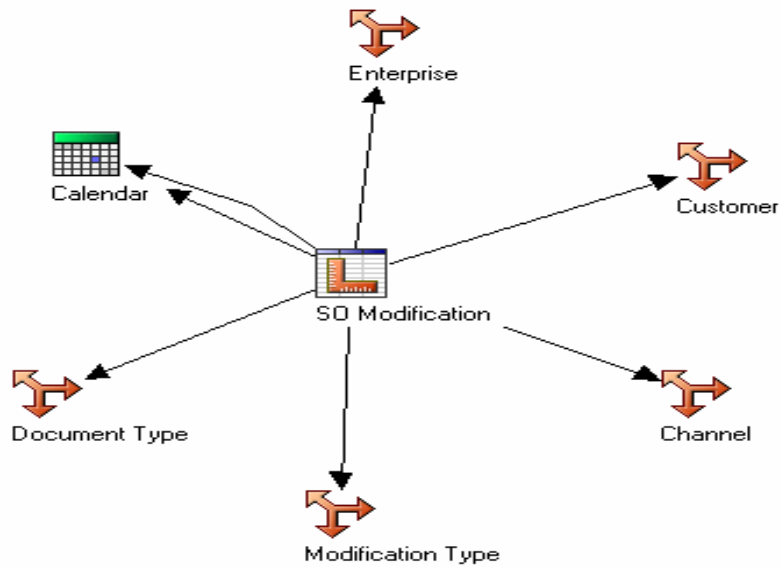 Enterprise
Calendar
Customer
SO Modification
Document Type
Channel
Modification Type